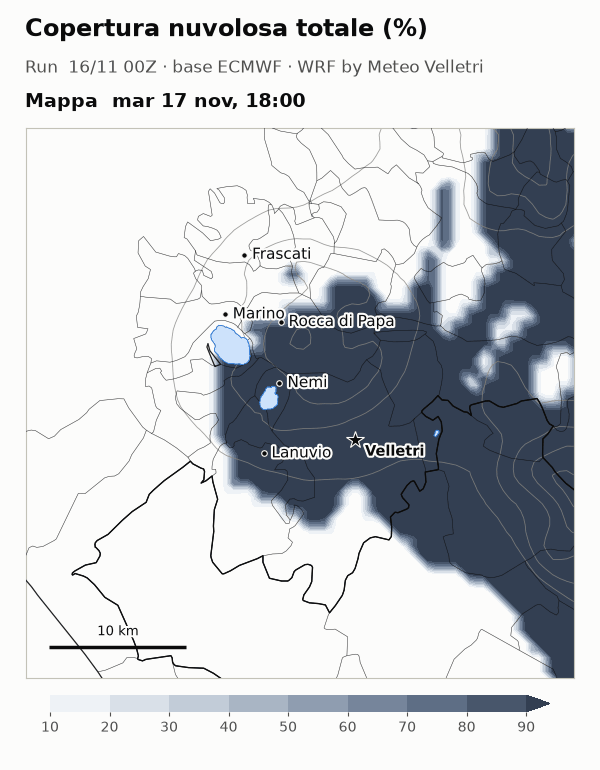 Copertura nuvolosa totale (%)
Run  16/11 00Z · base ECMWF · WRF by Meteo Velletri
Mappa  mar 17 nov, 18:00
Frascati
Marino
Rocca di Papa
Nemi
Velletri
Lanuvio
10 km
10 20 30 40 50 60 70 80 90